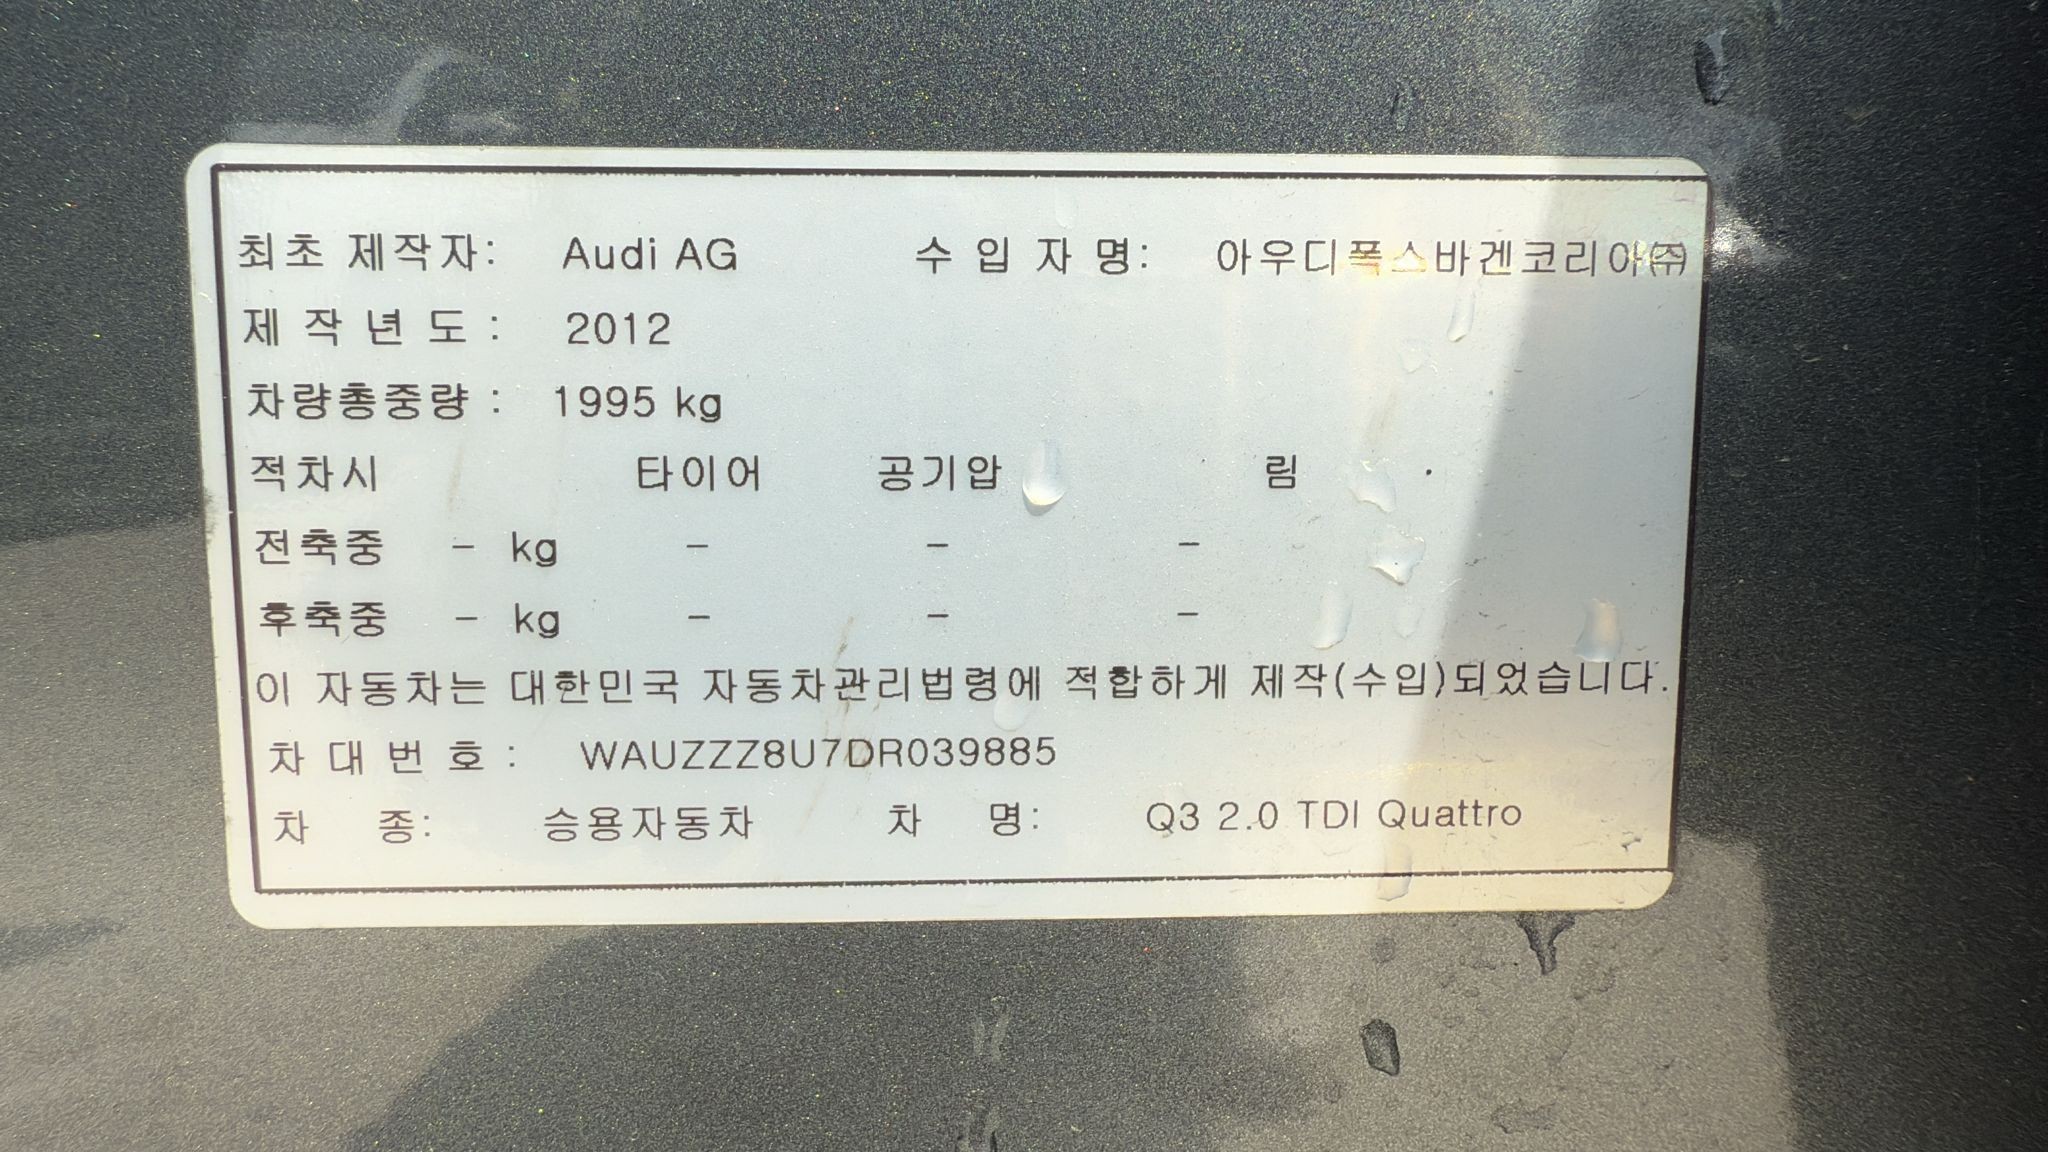 최초 제작자: Audi AG 수 입 자 명: 아우디폭스바겐코리아(주)
제 작 년 도 : 2012
차량총중량 : 1995 kg
적차시 타이어 공기압 림
전축중 - kg - - -
후축중 - kg - - -
이 자동차는 대한민국 자동차관리법령에 적합하게 제작(수입)되었습니다.
차 대 번 호 : WAUZZZ8U7DR039885
차 종: 승용자동차 차 명: Q3 2.0 TDI Quattro